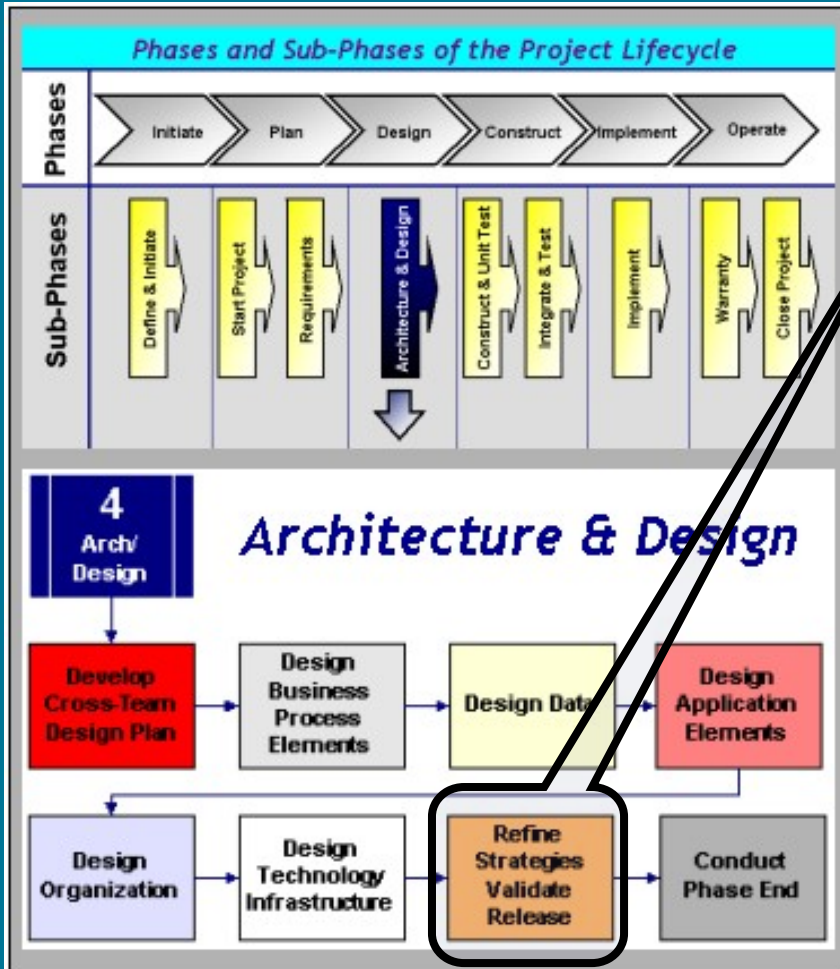 Phases and Sub-Phases of the Project Lifecycle
Phases
Initiate
Plan
Design
Construct
Implement
Operate
Sub-Phases
Define & Initiate
Start Project
Requirements
Architecture & Design
Construct & Unit Test
Integrate & Test
Implement
Warranty
Close Project
4
Arch/
Design
Architecture & Design
Develop
Cross-Team
Design Plan
Design
Business
Process
Elements
Design Data
Design
Application
Elements
Design
Organization
Design
Technology
Infrastructure
Refine
Strategies
Validate
Release
Conduct
Phase End